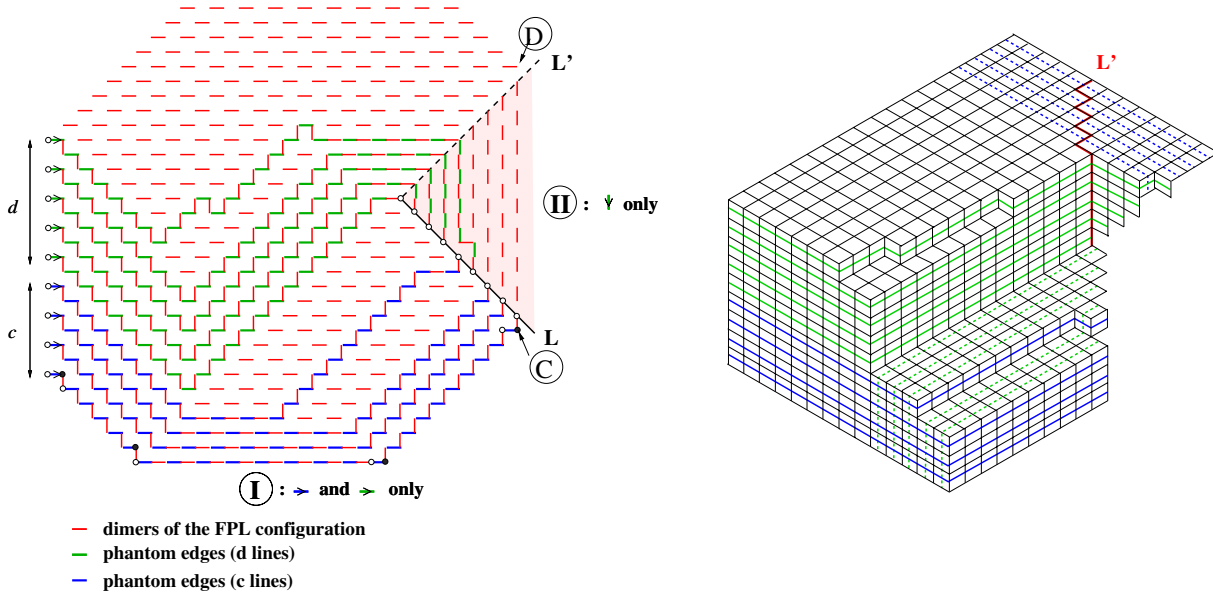 D
L'
L'
d
II : only
c
L
C
I : and only
dimers of the FPL configuration
phantom edges (d lines)
phantom edges (c lines)